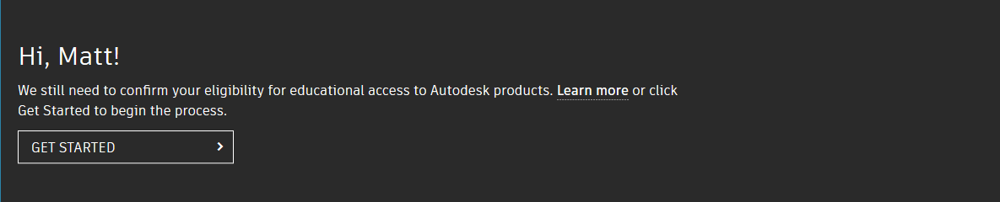 Hi, Matt!
We still need to confirm your eligibility for educational access to Autodesk products. Learn more or click
Get Started to begin the process.
GET STARTED